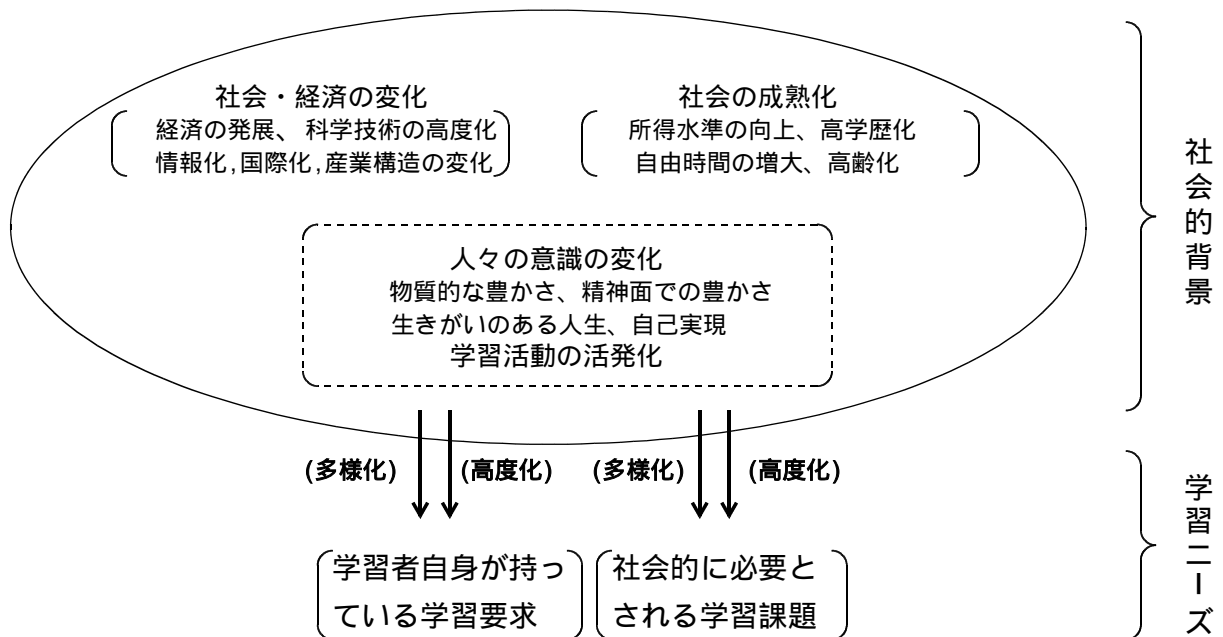 社会・経済の変化
経済の発展、科学技術の高度化
情報化,国際化,産業構造の変化
社会の成熟化
所得水準の向上、高学歴化
自由時間の増大、高齢化
人々の意識の変化
物質的な豊かさ、精神面での豊かさ
生きがいのある人生、自己実現
学習活動の活発化
社会的背景
(多様化)
(高度化)
(多様化)
(高度化)
学習者自身が持っ
ている学習要求
社会的に必要と
される学習課題
学習ニーズ